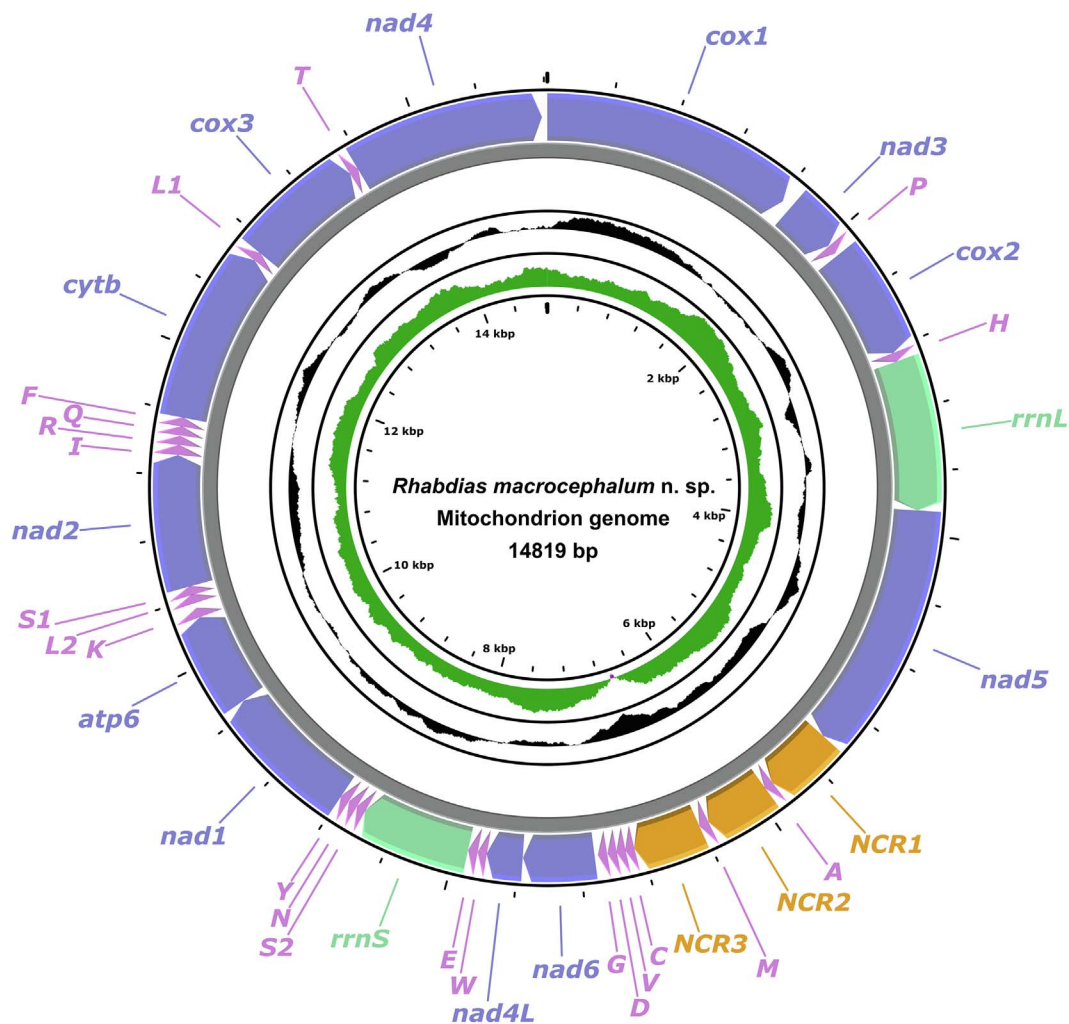 nad4
cox1
T
cox3
nad3
L1
P
cox2
cytb
H
14 kbp
2 kbp
F
Q
R
I
12 kbp
rrnL
Rhabdias macrocephalum n. sp.
Mitochondrion genome
14819 bp
4 kbp
nad2
10 kbp
S1
L2
K
6 kbp
8 kbp
nad5
atp6
nad1
NCR1
A
Y
N
S2
NCR2
rrnS
NCR3
E
W
nad4L
nad6
G
C
V
D
M